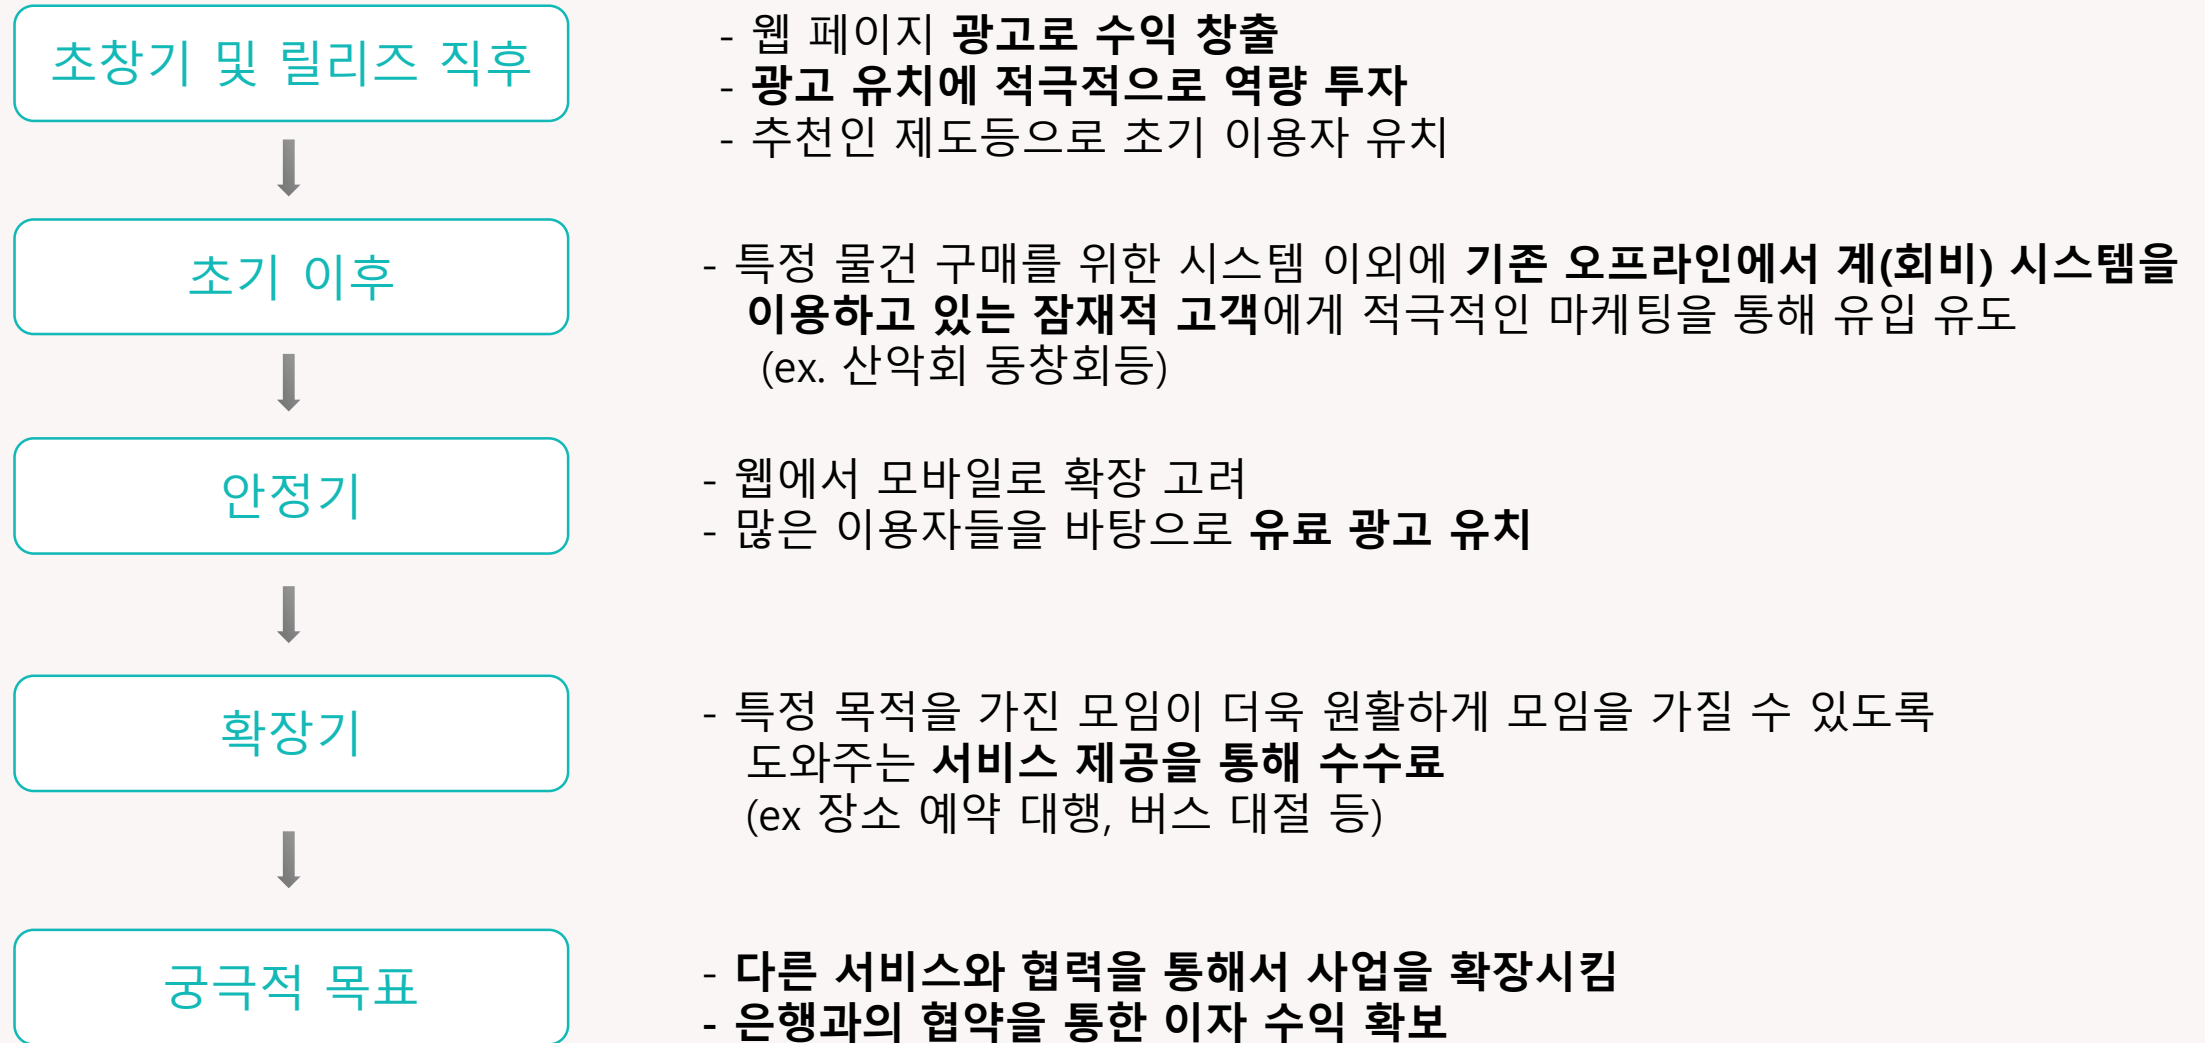 초창기 및 릴리즈 직후
- 웹 페이지 광고로 수익 창출
- 광고 유치에 적극적으로 역량 투자
- 추천인 제도등으로 초기 이용자 유치
초기 이후
- 특정 물건 구매를 위한 시스템 이외에 기존 오프라인에서 계(회비) 시스템을
이용하고 있는 잠재적 고객에게 적극적인 마케팅을 통해 유입 유도
(ex. 산악회 동창회등)
안정기
- 웹에서 모바일로 확장 고려
- 많은 이용자들을 바탕으로 유료 광고 유치
확장기
- 특정 목적을 가진 모임이 더욱 원활하게 모임을 가질 수 있도록
도와주는 서비스 제공을 통해 수수료
(ex 장소 예약 대행, 버스 대절 등)
궁극적 목표
- 다른 서비스와 협력을 통해서 사업을 확장시킴
- 은행과의 협약을 통한 이자 수익 확보